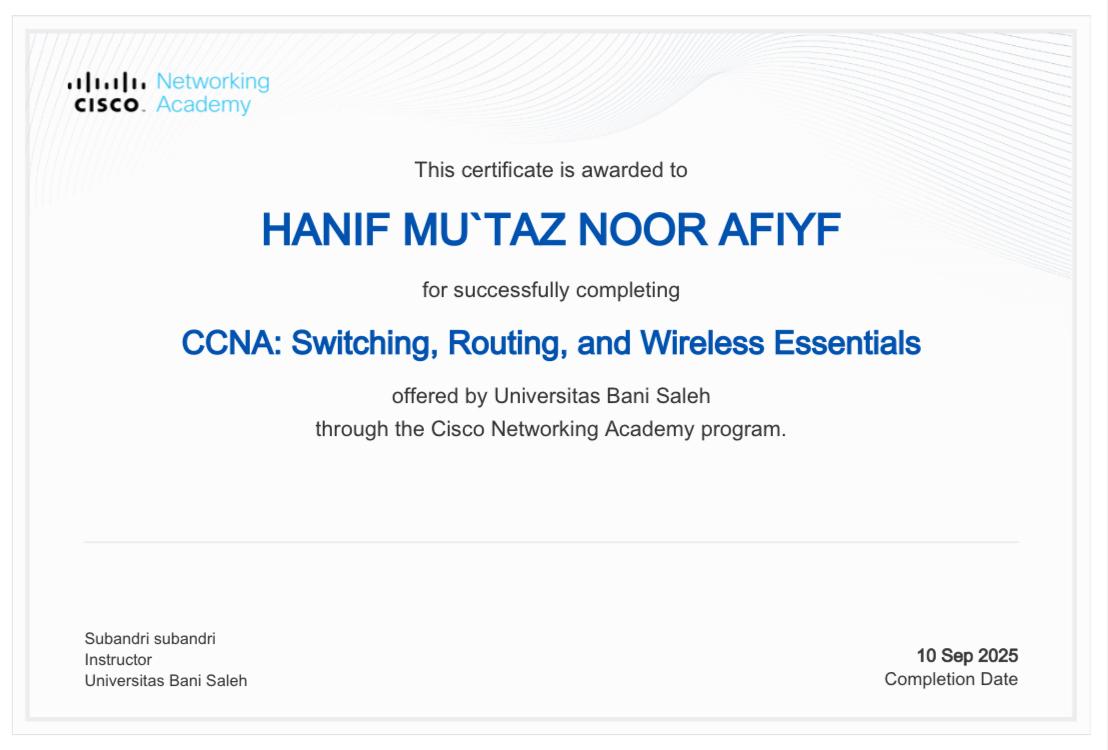 Networking
CISCO Academy
This certificate is awarded to
HANIF MU`TAZ NOOR AFIYF
for successfully completing
CCNA: Switching, Routing, and Wireless Essentials
offered by Universitas Bani Saleh
through the Cisco Networking Academy program.
Subandri subandri
Instructor
Universitas Bani Saleh
10 Sep 2025
Completion Date